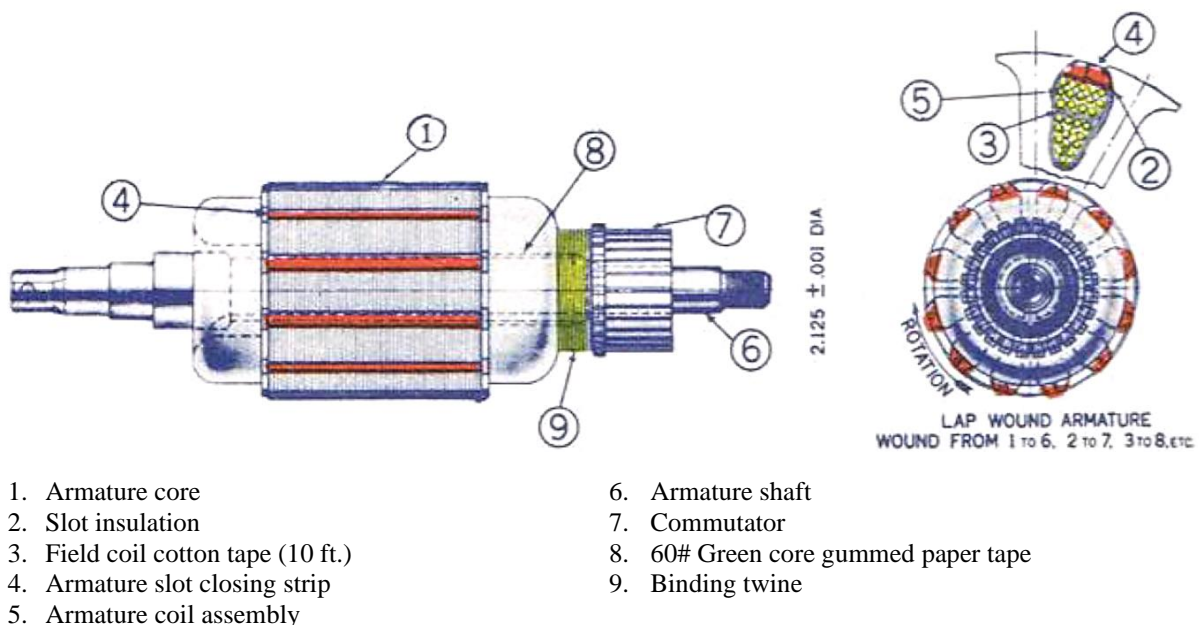 4
5
3
2
1
8
4
7
6
9
2.125 ±.001 DIA
ROTATION
LAP WOUND ARMATURE
WOUND FROM 1 TO 6, 2 TO 7, 3 TO 8, ETC.
1. Armature core
2. Slot insulation
3. Field coil cotton tape (10 ft.)
4. Armature slot closing strip
5. Armature coil assembly
6. Armature shaft
7. Commutator
8. 60# Green core gummed paper tape
9. Binding twine